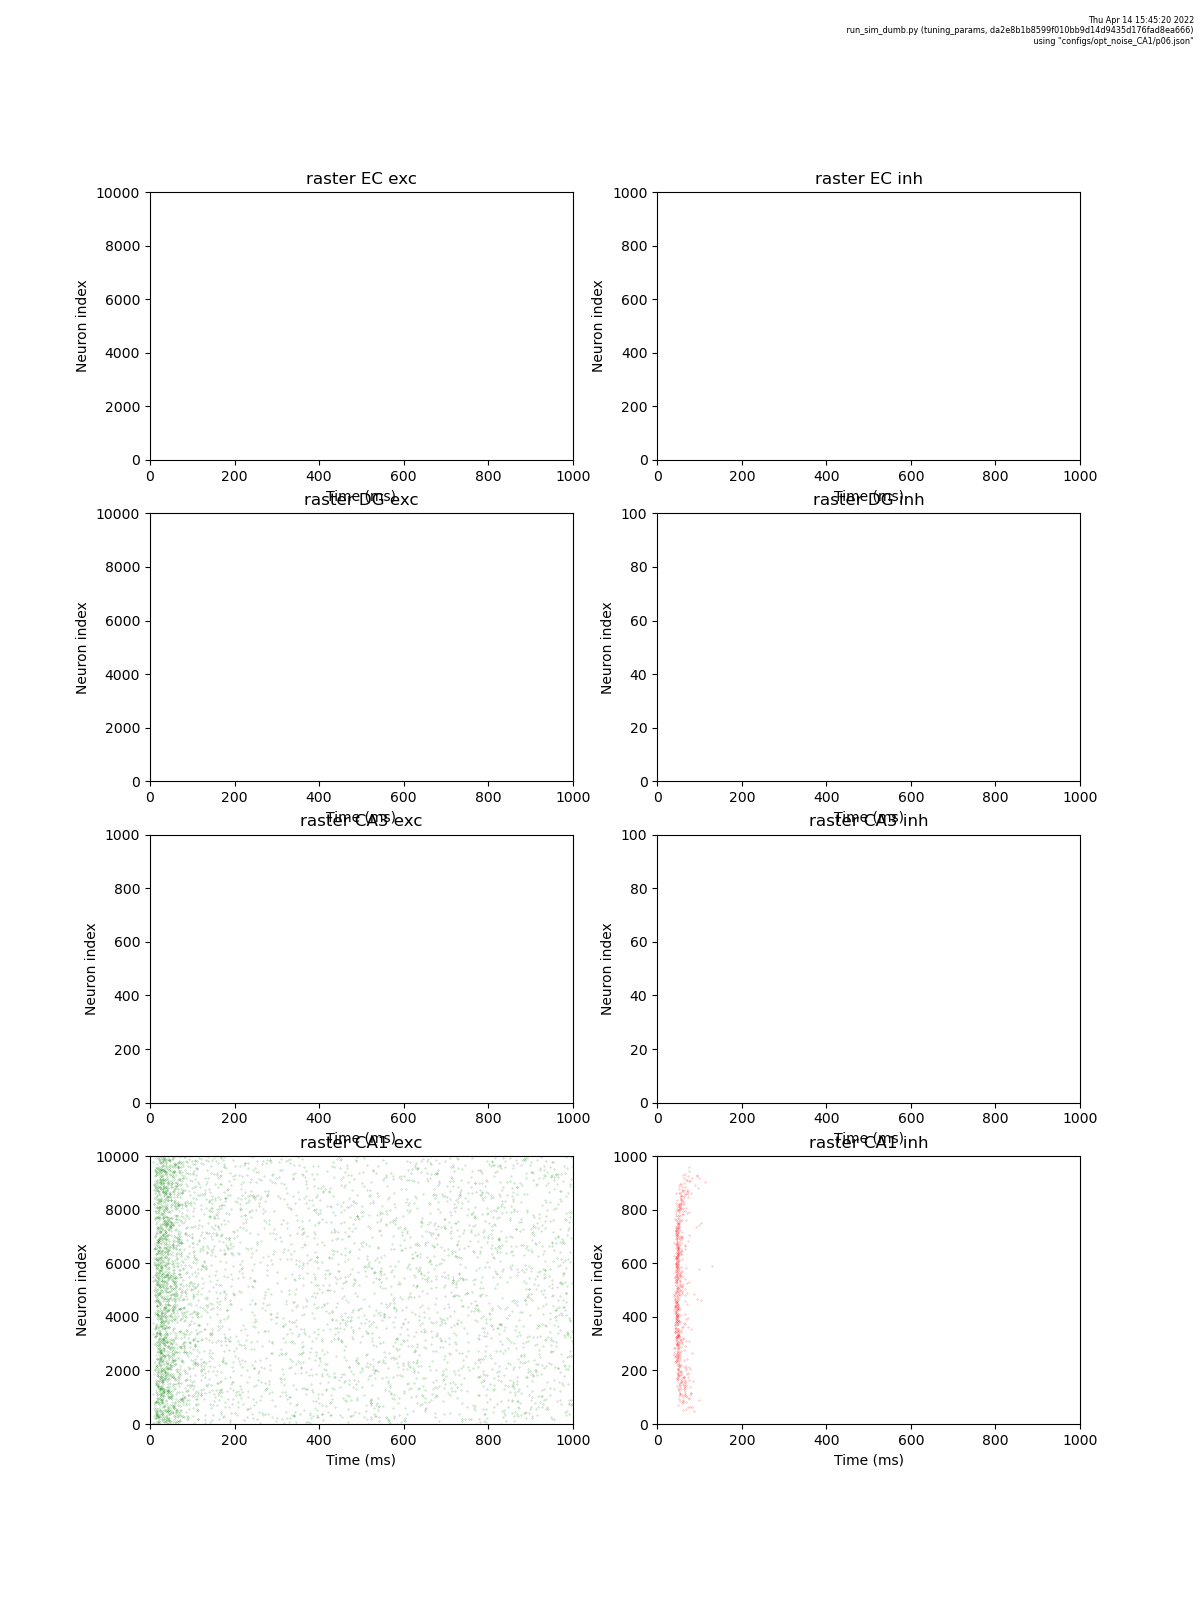 Thu Apr 14 15:45:20 2022
run_sim_dumb.py (tuning_params, da2e8b1b8599f010bb9d14d9435d176fad8ea666)
using "configs/opt_noise_CA1/p06.json"
raster EC exc
10000
8000
6000
4000
2000
0
Neuron index
0 200 400 600 800 1000
Time (ms)
raster EC inh
1000
800
600
400
200
0
Neuron index
0 200 400 600 800 1000
Time (ms)
raster DG exc
10000
8000
6000
4000
2000
0
Neuron index
0 200 400 600 800 1000
Time (ms)
raster DG inh
100
80
60
40
20
0
Neuron index
0 200 400 600 800 1000
Time (ms)
raster CA3 exc
1000
800
600
400
200
0
Neuron index
0 200 400 600 800 1000
Time (ms)
raster CA3 inh
100
80
60
40
20
0
Neuron index
0 200 400 600 800 1000
Time (ms)
raster CA1 exc
10000
8000
6000
4000
2000
0
Neuron index
0 200 400 600 800 1000
Time (ms)
raster CA1 inh
1000
800
600
400
200
0
Neuron index
0 200 400 600 800 1000
Time (ms)